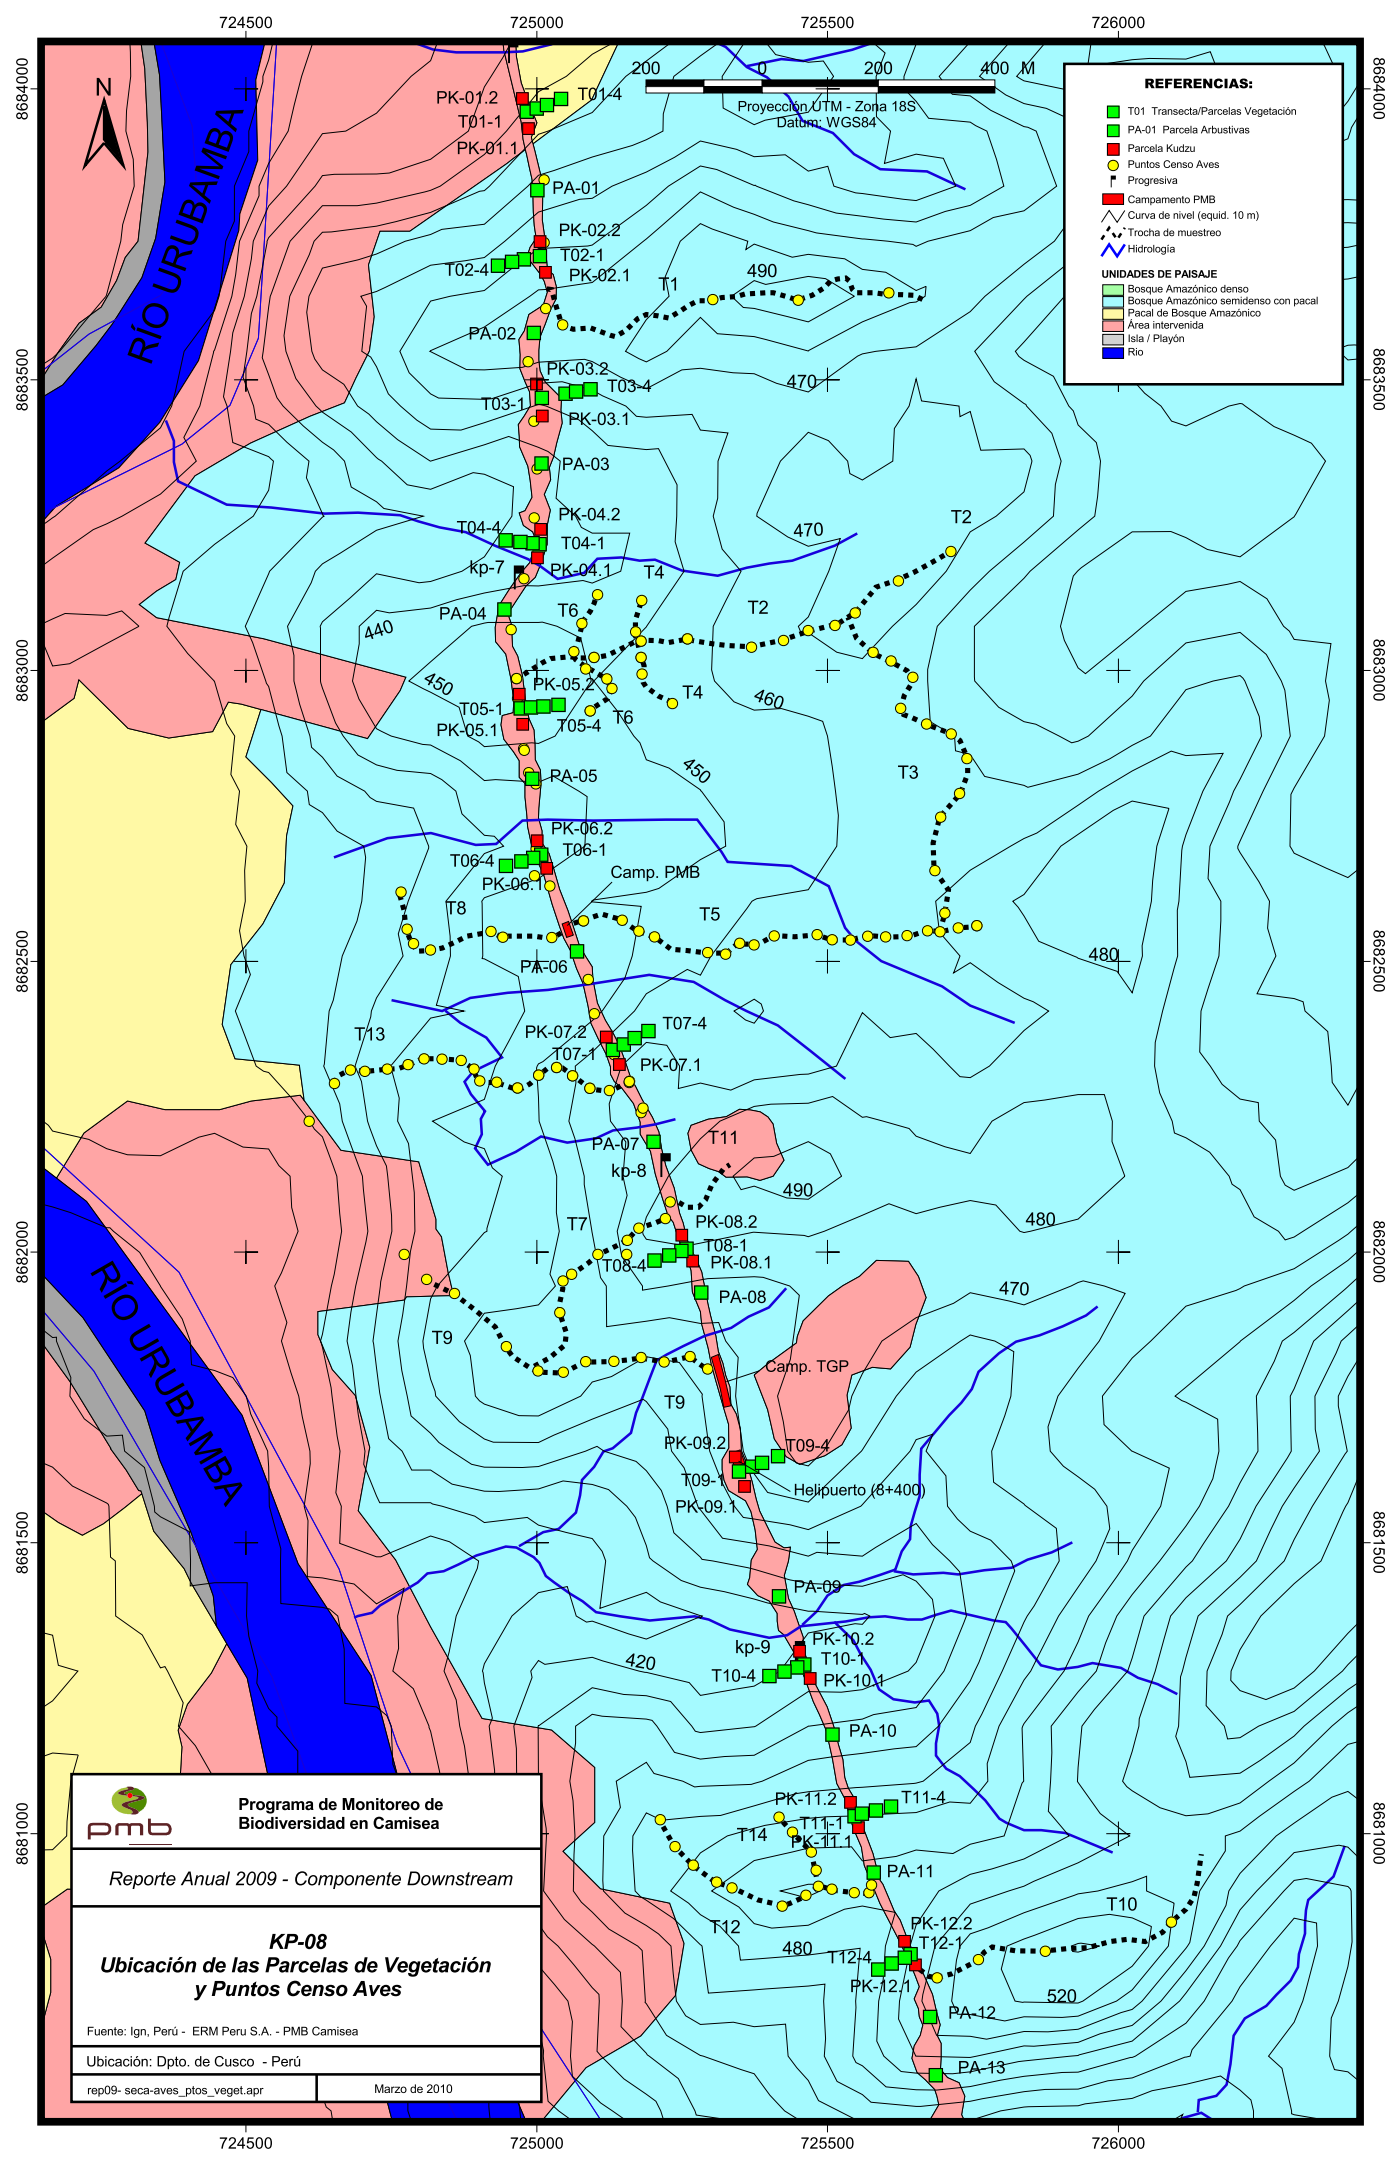 724500
725000
725500
726000
8684000
8683500
8683000
8682500
8682000
8681500
8681000
8684000
8683500
8683000
8682500
8682000
8681500
8681000
N
200
0
200
400 M
Proyección UTM - Zona 18S
Datum: WGS84
REFERENCIAS:
T01 Transecta/Parcelas Vegetación
PA-01 Parcela Arbustivas
Parcela Kudzu
Puntos Censo Aves
Progresiva
Campamento PMB
Curva de nivel (equid. 10 m)
Trocha de muestreo
Hidrología
UNIDADES DE PAISAJE
Bosque Amazónico denso
Bosque Amazónico semidenso con pacal
Pacal de Bosque Amazónico
Área intervenida
Isla / Playón
Rio
RÍO URUBAMBA
PK-01.2
T01-4
T01-1
PK-01.1
PA-01
PK-02.2
T02-1
T02-4
PK-02.1
T1
490
PA-02
PK-03.2
T03-4
470
T03-1
PK-03.1
PA-03
PK-04.2
T04-4
T04-1
470
T2
kp-7
PK-04.1
T4
T6
T2
PA-04
440
450
PK-05.2
T4
460
T05-1
T05-4
T6
PK-05.1
450
T3
PA-05
PK-06.2
T06-1
T06-4
Camp. PMB
PK-06.1
T8
T5
480
PA-06
T13
PK-07.2
T07-4
T07-1
PK-07.1
PA-07
T11
kp-8
490
480
T7
PK-08.2
T08-1
T08-4
PK-08.1
470
PA-08
RÍO URUBAMBA
T9
Camp. TGP
T9
PK-09.2
T09-4
T09-1
Helipuerto (8+400)
PK-09.1
PA-09
PK-10.2
kp-9
T10-1
420
T10-4
PK-10.1
PA-10
PK-11.2
T11-4
T11-1
T14
PK-11.1
PA-11
T10
T12
PK-12.2
T12-1
480
T12-4
PK-12.1
520
PA-12
PA-13
pmb
Programa de Monitoreo de
Biodiversidad en Camisea
Reporte Anual 2009 - Componente Downstream
KP-08
Ubicación de las Parcelas de Vegetación
y Puntos Censo Aves
Fuente: Ign, Perú - ERM Peru S.A. - PMB Camisea
Ubicación: Dpto. de Cusco - Perú
rep09- seca-aves_ptos_veget.apr
Marzo de 2010
724500
725000
725500
726000